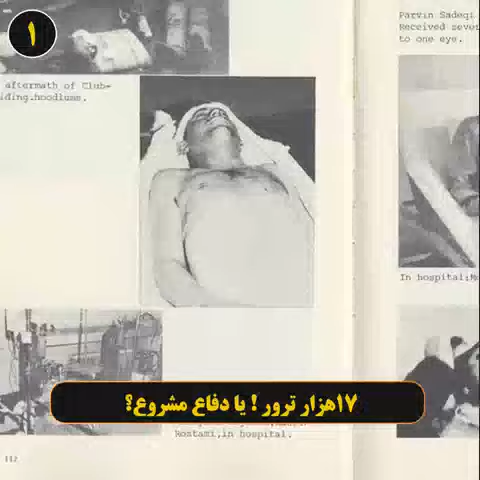 ۱
Parvin Sadeqi
Received seve
to one eye.
aftermath of Club-
iding.hoodlums.
In hospital:M
۱۷هزار ترور ! یا دفاع مشروع؟
Rostami,in hospital.
112